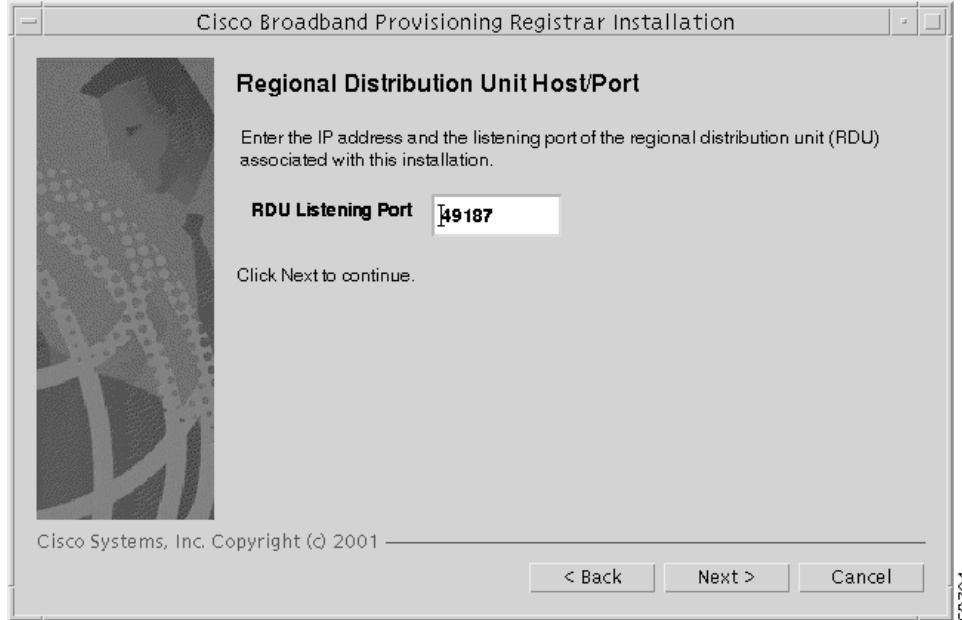 Cisco Broadband Provisioning Registrar Installation
Regional Distribution Unit Host/Port
Enter the IP address and the listening port of the regional distribution unit (RDU)
associated with this installation.
RDU Listening Port 49187
Click Next to continue.
Cisco Systems, Inc. Copyright (c) 2001
< Back Next > Cancel